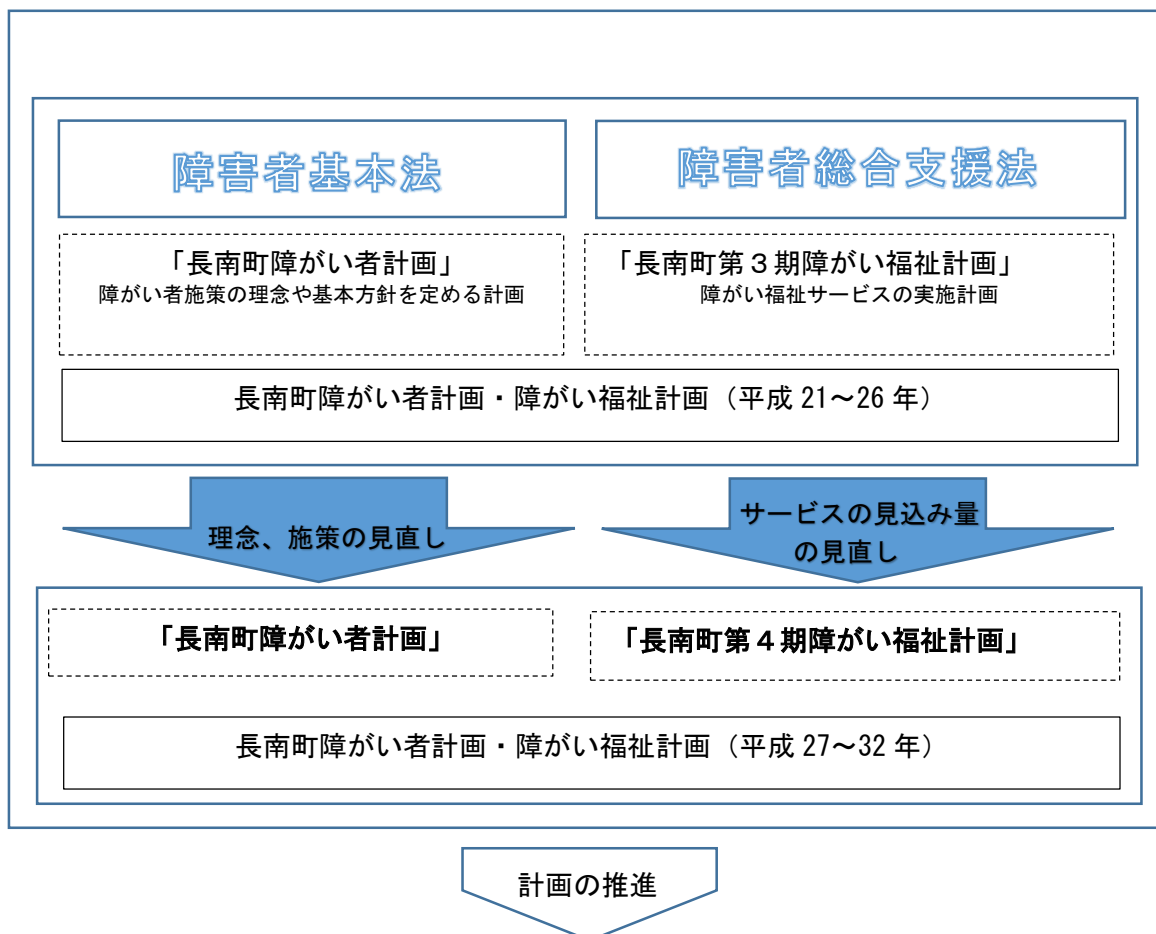 障害者基本法
障害者総合支援法
「長南町障がい者計画」
障がい者施策の理念や基本方針を定める計画
「長南町第３期障がい福祉計画」
障がい福祉サービスの実施計画
長南町障がい者計画・障がい福祉計画（平成 21～26 年）
理念、施策の見直し
サービスの見込み量
の見直し
「長南町障がい者計画」
「長南町第４期障がい福祉計画」
長南町障がい者計画・障がい福祉計画（平成 27～32 年）
計画の推進